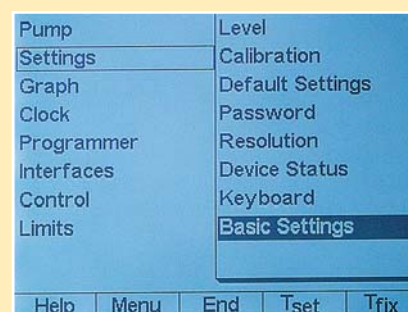 Pump
Settings
Graph
Clock
Programmer
Interfaces
Control
Limits
Level
Calibration
Default Settings
Password
Resolution
Device Status
Keyboard
Basic Settings
Help Menu End Tset Tfix